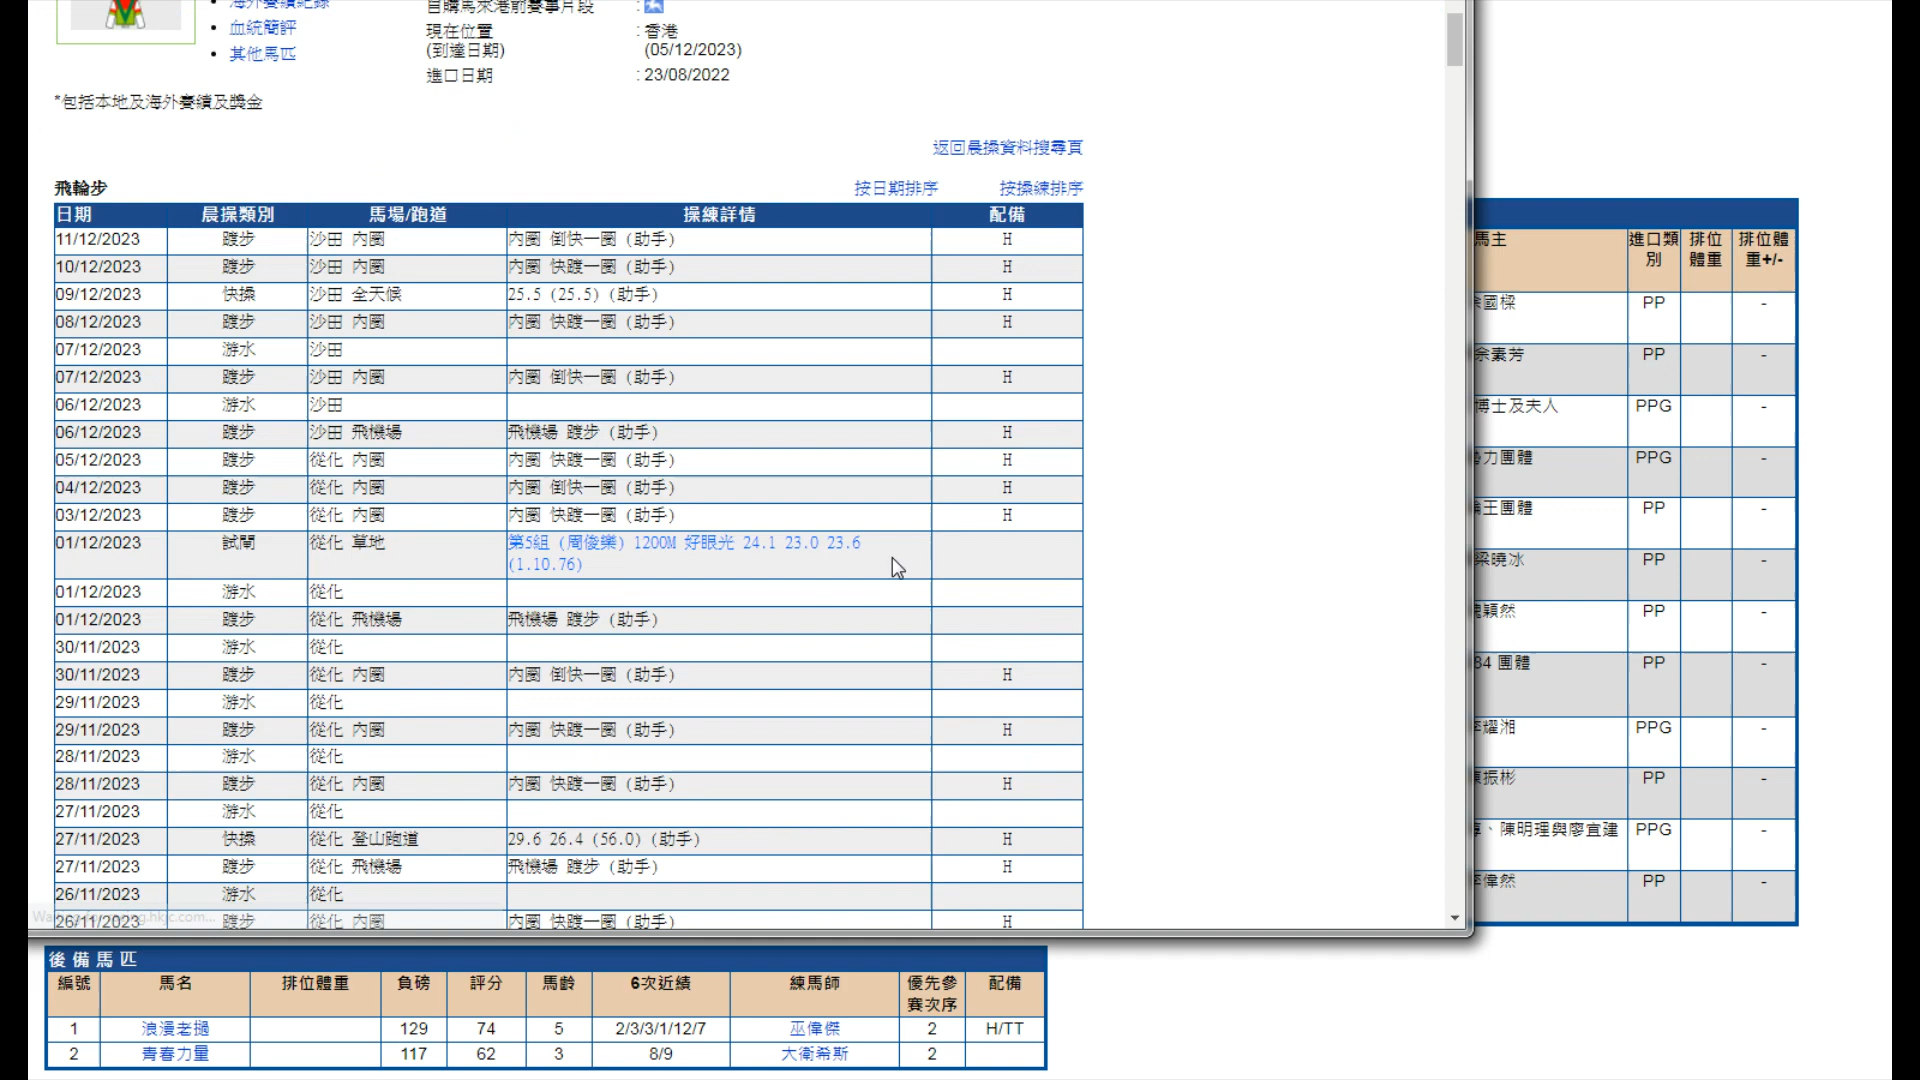 海外賽績紀錄
血統簡評
其他馬匹
自購馬來港前賽事片段 :
現在位置 : 香港
(到達日期) (05/12/2023)
進口日期 : 23/08/2022
*包括本地及海外賽績及獎金
返回晨操資料搜尋頁
飛輪步 按日期排序 按操練排序
日期 晨操類別 馬場/跑道 操練詳情 配備
11/12/2023 踱步 沙田 內圈 內圈 倒快一圈 (助手) H
10/12/2023 踱步 沙田 內圈 內圈 快踱一圈 (助手) H
09/12/2023 快操 沙田 全天候 25.5 (25.5) (助手) H
08/12/2023 踱步 沙田 內圈 內圈 快踱一圈 (助手) H
07/12/2023 游水 沙田
07/12/2023 踱步 沙田 內圈 內圈 倒快一圈 (助手) H
06/12/2023 游水 沙田
06/12/2023 踱步 沙田 飛機場 飛機場 踱步 (助手) H
05/12/2023 踱步 從化 內圈 內圈 快踱一圈 (助手) H
04/12/2023 踱步 從化 內圈 內圈 倒快一圈 (助手) H
03/12/2023 踱步 從化 內圈 內圈 快踱一圈 (助手) H
01/12/2023 試閘 從化 草地 第5組 (周俊樂) 1200M 好眼光 24.1 23.0 23.6
(1.10.76)
01/12/2023 游水 從化
01/12/2023 踱步 從化 飛機場 飛機場 踱步 (助手)
30/11/2023 游水 從化
30/11/2023 踱步 從化 內圈 內圈 倒快一圈 (助手) H
29/11/2023 游水 從化
29/11/2023 踱步 從化 內圈 內圈 快踱一圈 (助手) H
28/11/2023 游水 從化
28/11/2023 踱步 從化 內圈 內圈 快踱一圈 (助手) H
27/11/2023 游水 從化
27/11/2023 快操 從化 登山跑道 29.6 26.4 (56.0) (助手) H
27/11/2023 踱步 從化 飛機場 飛機場 踱步 (助手) H
26/11/2023 游水 從化
26/11/2023 踱步 從化 內圈 內圈 快踱一圈 (助手) H
馬主 進口類別 排位體重 排位體重+/-
國樑 PP -
余素芳 PP -
博士及夫人 PPG -
力團體 PPG -
王團體 PP -
梁曉冰 PP -
穎然 PP -
84 團體 PP -
耀湘 PPG -
振彬 PP -
、陳明理與廖宜建 PPG -
偉然 PP -
後備馬匹
編號 馬名 排位體重 負磅 評分 馬齡 6次近績 練馬師 優先參賽次序 配備
1 浪漫老撾 129 74 5 2/3/3/1/12/7 巫偉傑 2 H/TT
2 青春力量 117 62 3 8/9 大衛希斯 2